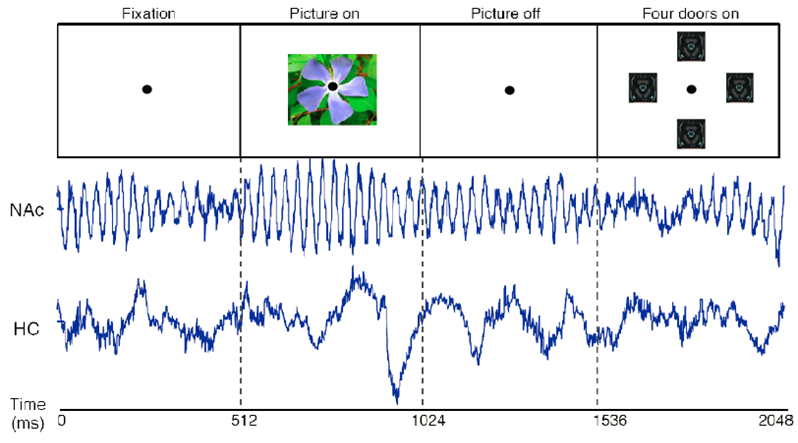 Fixation
Picture on
Picture off
Four doors on
NAc
HC
Time
(ms)
0
512
1024
1536
2048